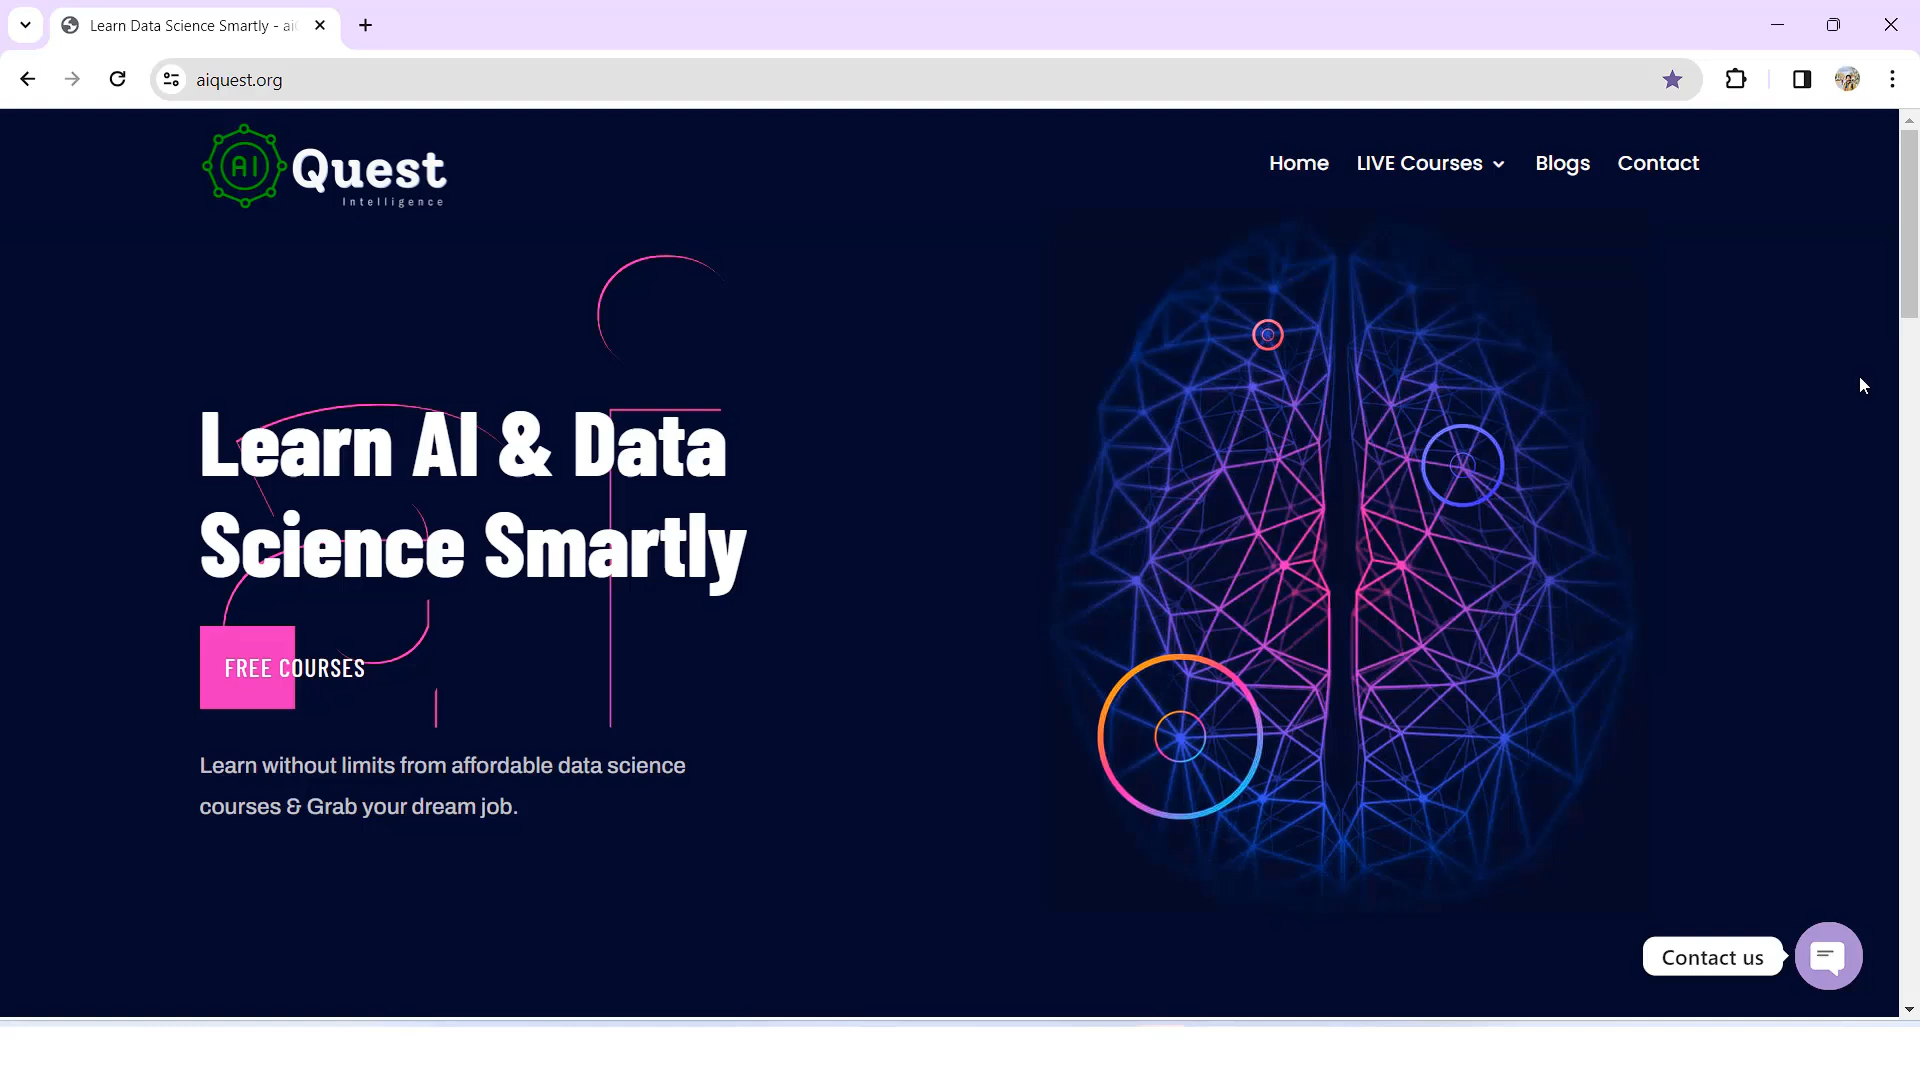 Learn Data Science Smartly - ai
aiquest.org
AI Quest
Intelligence
Home LIVE Courses Blogs Contact
Learn AI & Data
Science Smartly
FREE COURSES
Learn without limits from affordable data science
courses & Grab your dream job.
Contact us